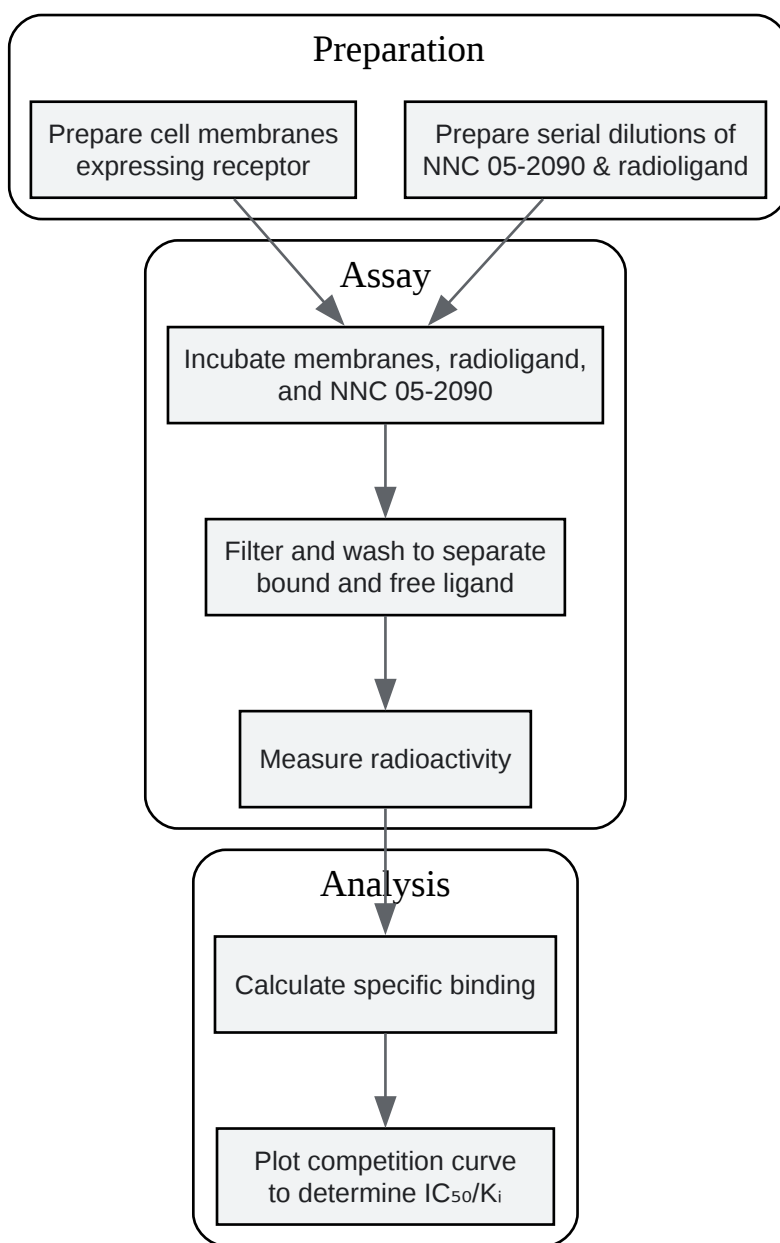 Preparation
Prepare cell membranes
expressing receptor
Prepare serial dilutions of
NNC 05-2090 & radioligand
Assay
Incubate membranes, radioligand,
and NNC 05-2090
Filter and wash to separate
bound and free ligand
Measure radioactivity
Analysis
Calculate specific binding
Plot competition curve
to determine IC₅₀/Kᵢ